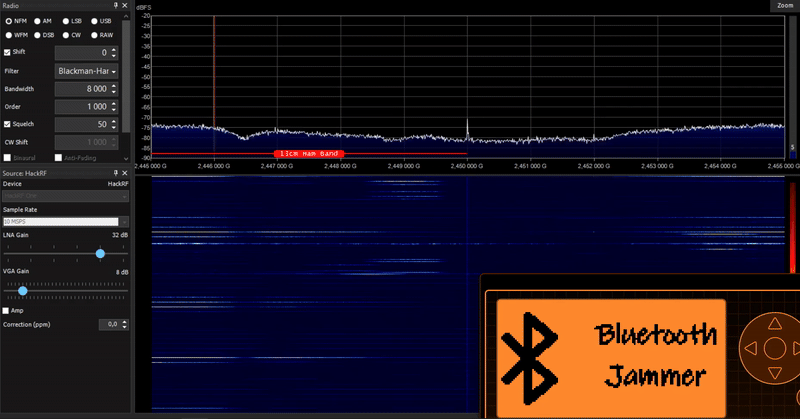 Radio
NFM AM LSB USB
WFM DSB CW RAW
Shift 0
Filter Blackman-Har
Bandwidth 8 000
Order 1 000
Squelch 50
CW Shift 1 000
Binaural Anti-Fading
Source: HackRF
Device HackRF
Sample Rate
10 MSPS
LNA Gain 32 dB
VGA Gain 8 dB
Amp
Correction (ppm) 0,0
dBFS
Zoom
-20
-25
-30
-35
-40
-45
-50
-55
-60
-65
-70
-75
-80
-85
-90
13cm Ham Band
2,445 000 G 2,446 000 G 2,447 000 G 2,448 000 G 2,449 000 G 2,450 000 G 2,451 000 G 2,452 000 G 2,453 000 G 2,454 000 G 2,455 000 G
5
Bluetooth
Jammer